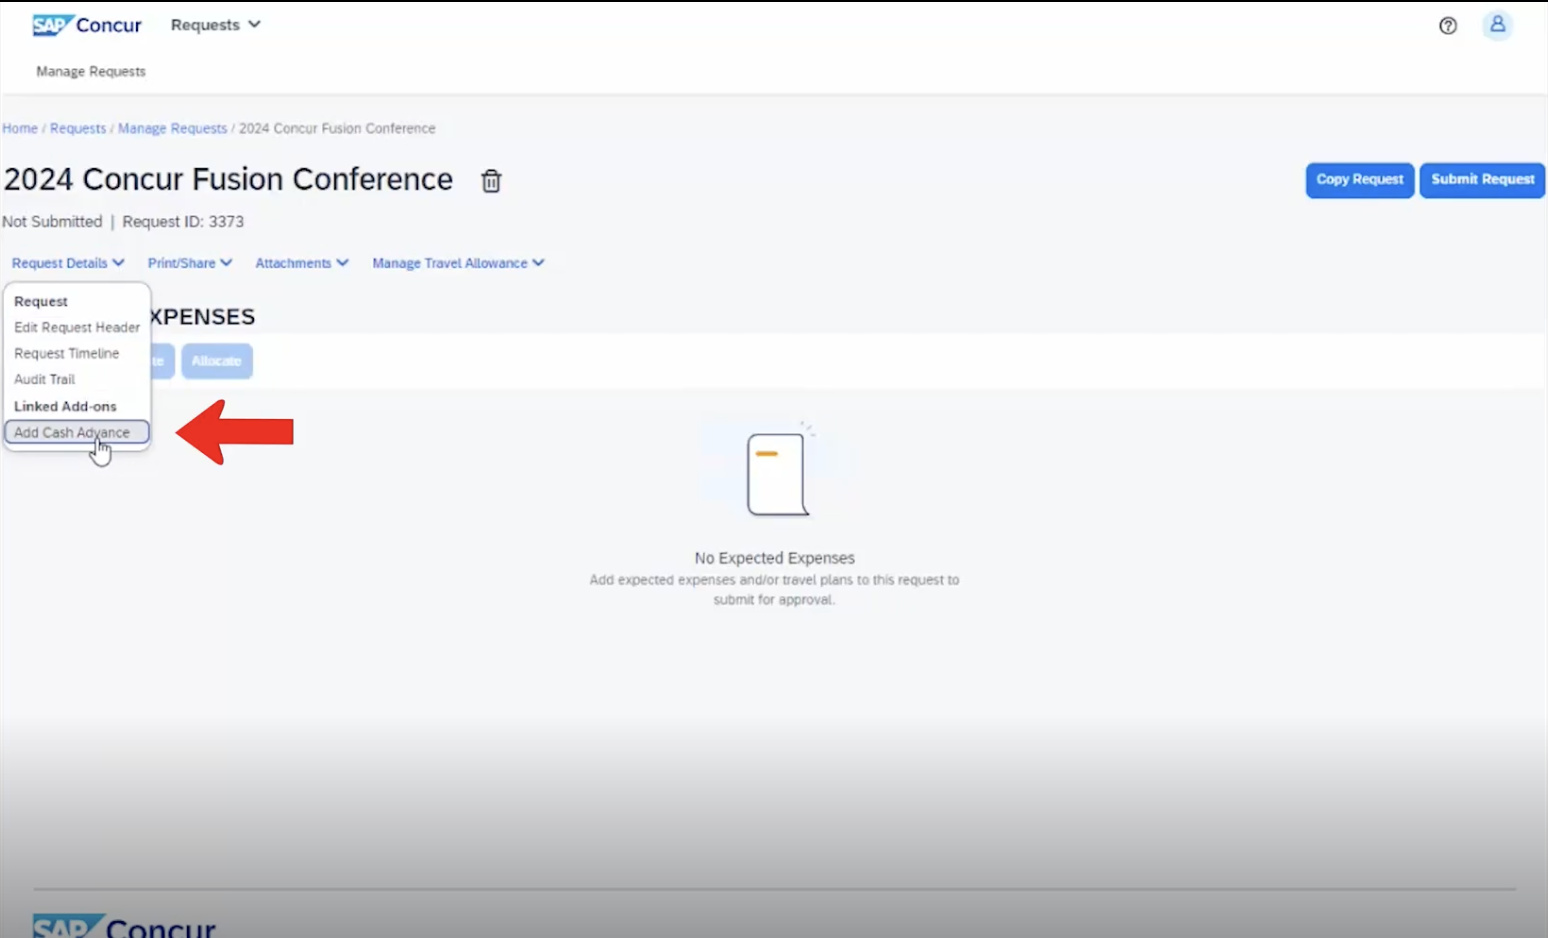 SAP Concur Requests
Manage Requests
Home / Requests / Manage Requests / 2024 Concur Fusion Conference
2024 Concur Fusion Conference
Copy Request Submit Request
Not Submitted | Request ID: 3373
Request Details Print/Share Attachments Manage Travel Allowance
Request
XPENSES
Edit Request Header
Request Timeline
te Allocate
Audit Trail
Linked Add-ons
Add Cash Advance
No Expected Expenses
Add expected expenses and/or travel plans to this request to
submit for approval.
SAP Concur